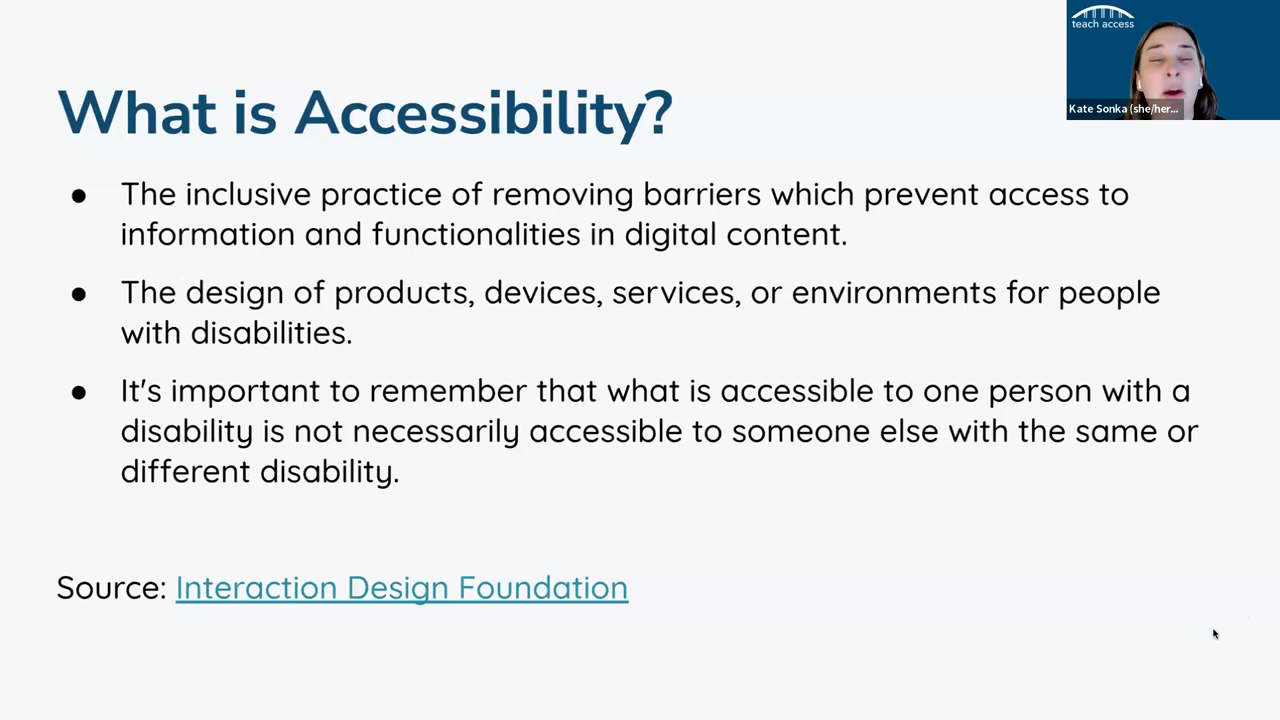 teach access
Kate Sonka (she/her...
What is Accessibility?
● The inclusive practice of removing barriers which prevent access to
information and functionalities in digital content.
● The design of products, devices, services, or environments for people
with disabilities.
● It's important to remember that what is accessible to one person with a
disability is not necessarily accessible to someone else with the same or
different disability.
Source: Interaction Design Foundation